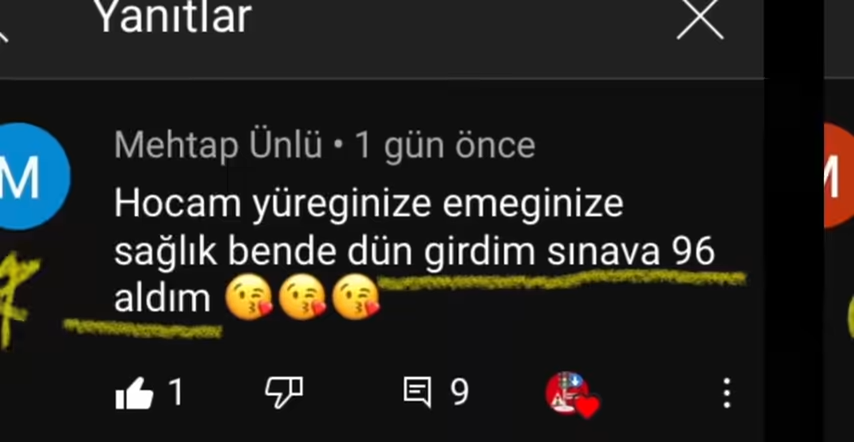 Yanıtlar
M
Mehtap Ünlü • 1 gün önce
Hocam yüreginize emeginize
sağlık bende dün girdim sınava 96
aldım 😘😘😘
1
9